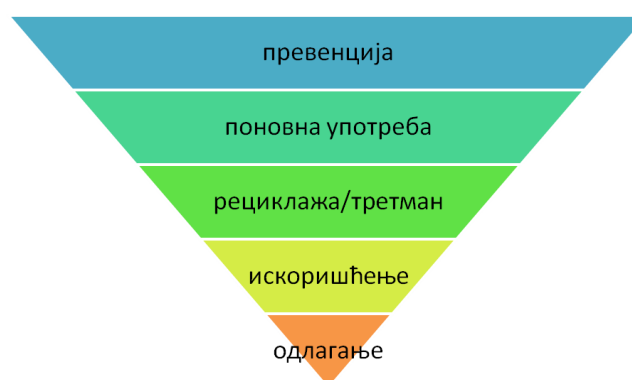 превенција
поновна употреба
рециклажа/третман
искоришћење
одлагање